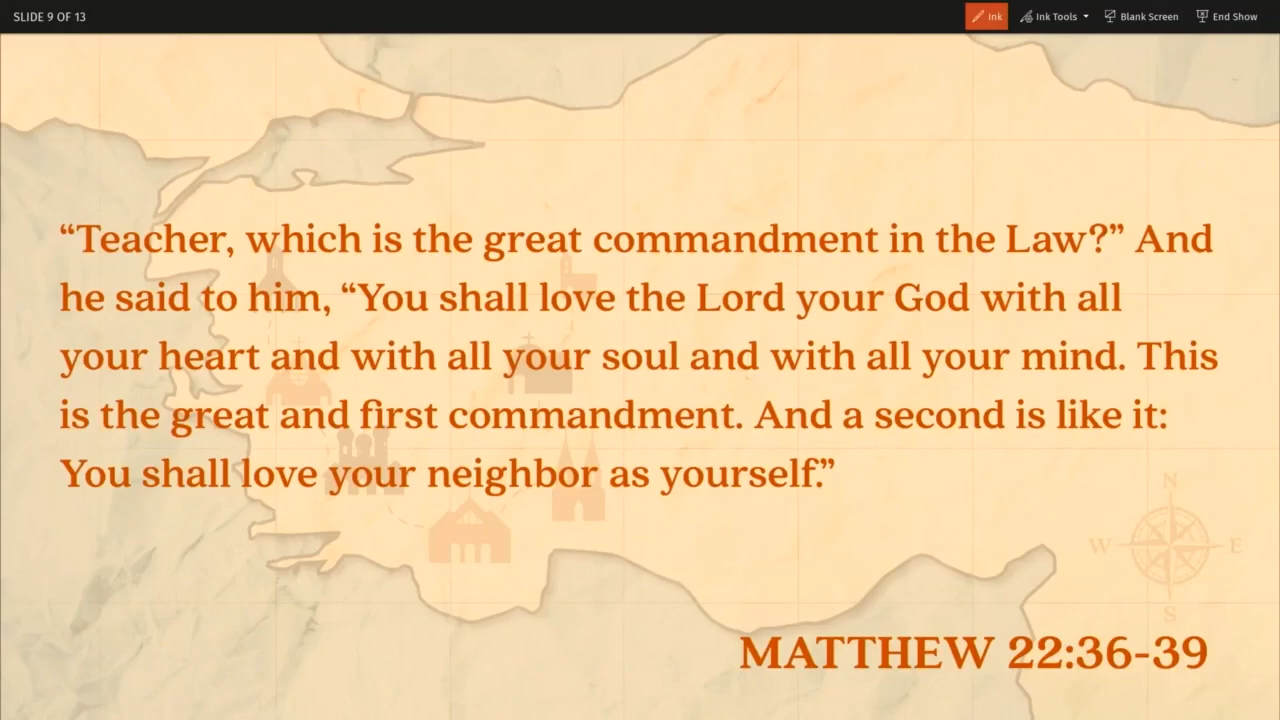 SLIDE 9 OF 13
Ink
Ink Tools
Blank Screen
End Show
“Teacher, which is the great commandment in the Law?” And
he said to him, “You shall love the Lord your God with all
your heart and with all your soul and with all your mind. This
is the great and first commandment. And a second is like it:
You shall love your neighbor as yourself.”
N
W
E
S
MATTHEW 22:36-39